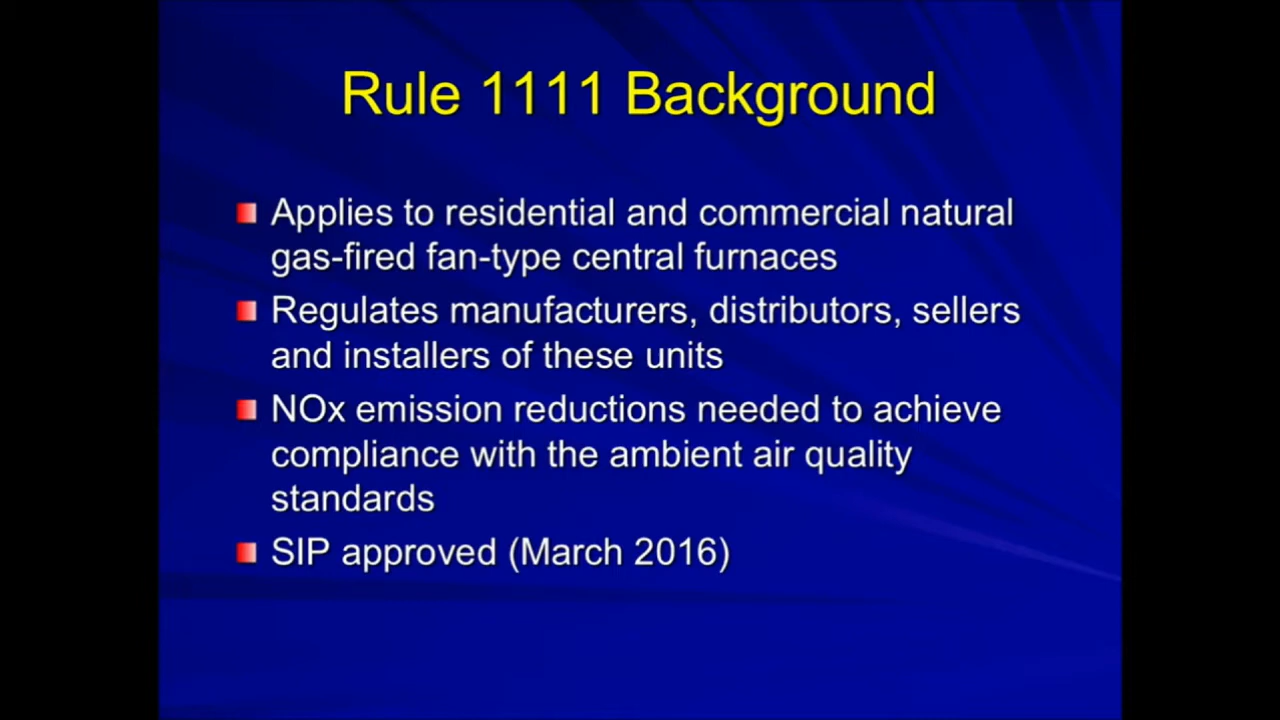 Rule 1111 Background
Applies to residential and commercial natural
gas-fired fan-type central furnaces
Regulates manufacturers, distributors, sellers
and installers of these units
NOx emission reductions needed to achieve
compliance with the ambient air quality
standards
SIP approved (March 2016)